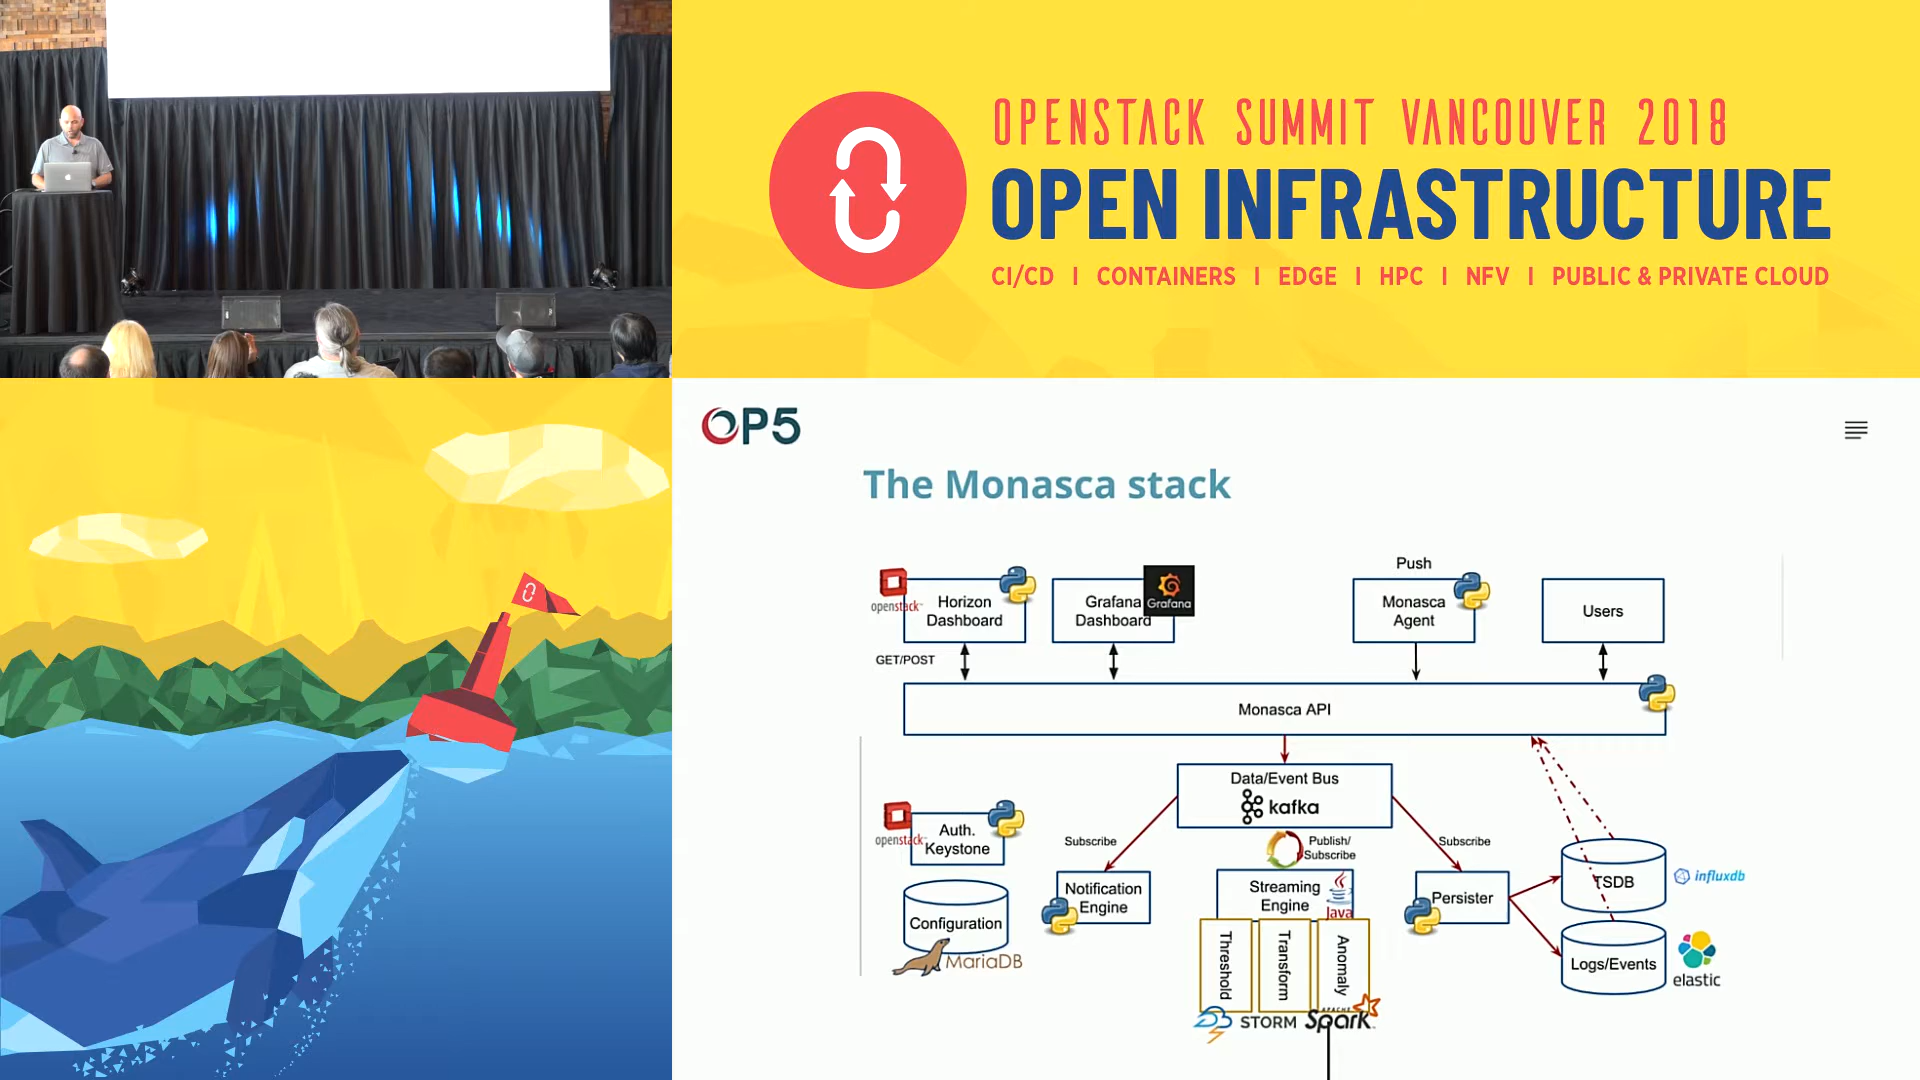 OPENSTACK SUMMIT VANCOUVER 2018
OPEN INFRASTRUCTURE
CI/CD | CONTAINERS | EDGE | HPC | NFV | PUBLIC & PRIVATE CLOUD
OP5
The Monasca stack
openstack
Horizon
Dashboard
Grafana
Dashboard
Grafana
Push
Monasca
Agent
Users
GET/POST
Monasca API
Data/Event Bus
kafka
openstack
Auth.
Keystone
Subscribe
Publish/
Subscribe
Subscribe
Notification
Engine
Streaming
Engine
Java
Persister
TSDB
influxdb
Configuration
MariaDB
Threshold
Transform
Anomaly
Logs/Events
elastic
STORM
APACHE
Spark